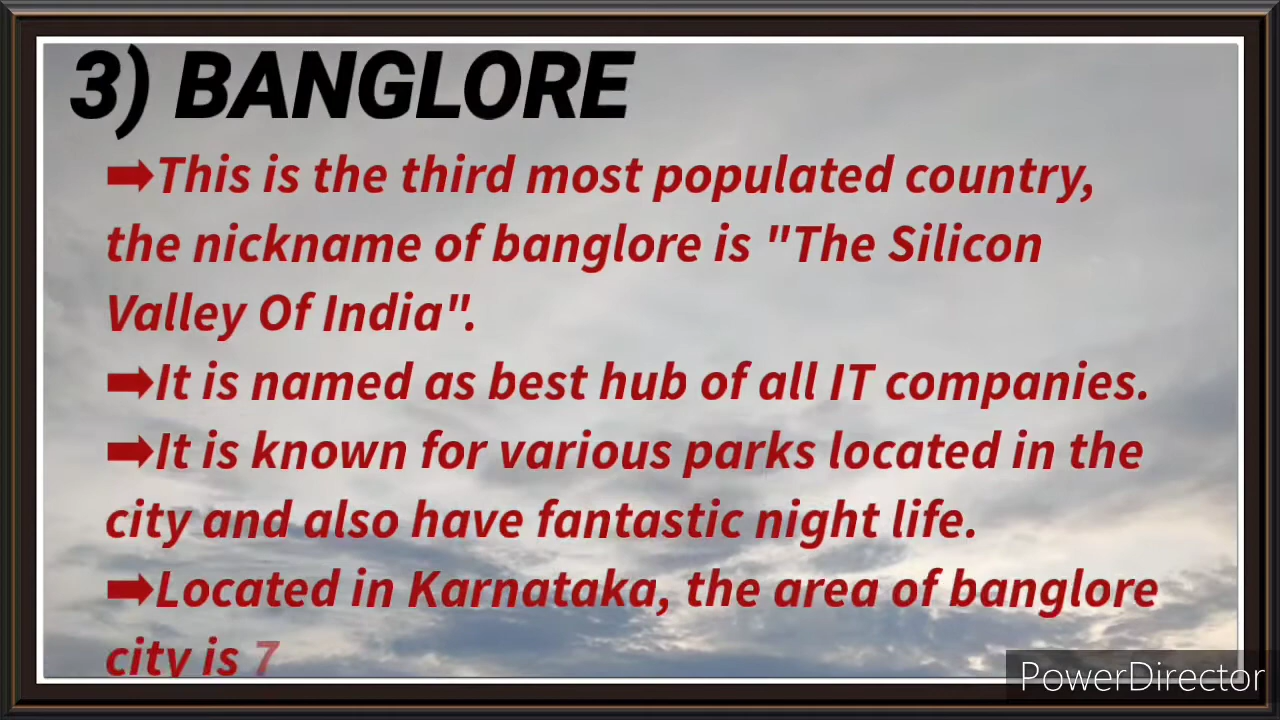 3) BANGLORE
➡This is the third most populated country,
the nickname of banglore is "The Silicon
Valley Of India".
➡It is named as best hub of all IT companies.
➡It is known for various parks located in the
city and also have fantastic night life.
➡Located in Karnataka, the area of banglore
city is 7
PowerDirector